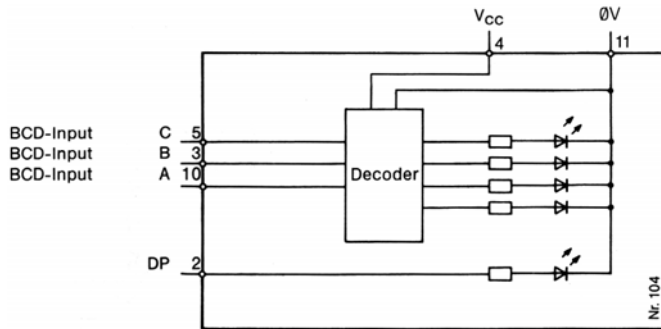 Vcc ØV
4 11
BCD-Input C 5
BCD-Input B 3
BCD-Input A 10
Decoder
DP 2
Nr. 104